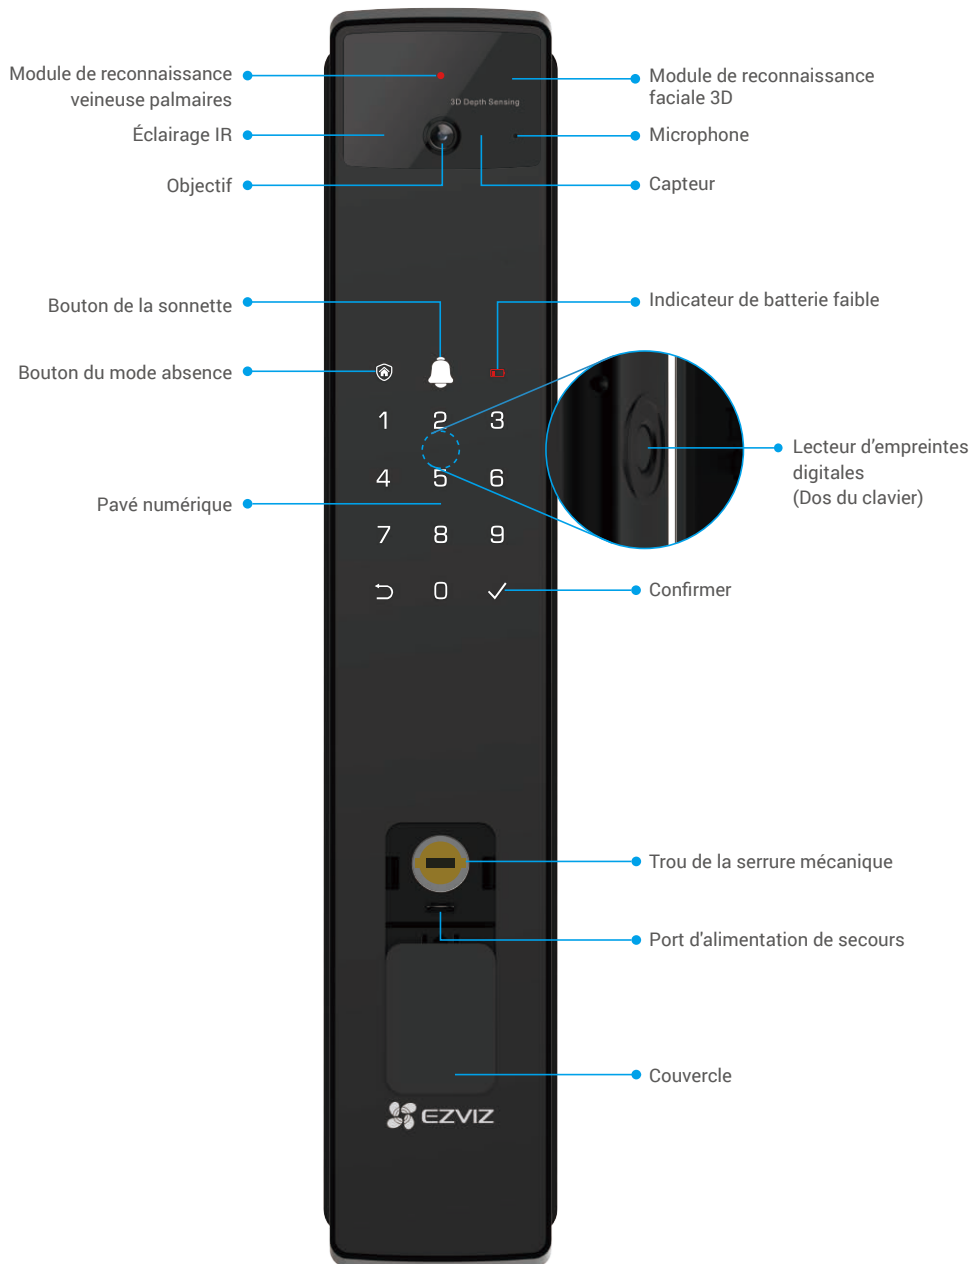 Module de reconnaissance
veineuse palmaires
Module de reconnaissance
faciale 3D
3D Depth Sensing
Éclairage IR
Microphone
Objectif
Capteur
Bouton de la sonnette
Indicateur de batterie faible
Bouton du mode absence
1 2 3
Lecteur d’empreintes
digitales
(Dos du clavier)
4 5 6
Pavé numérique
7 8 9
0
Confirmer
Trou de la serrure mécanique
Port d'alimentation de secours
Couvercle
EZVIZ